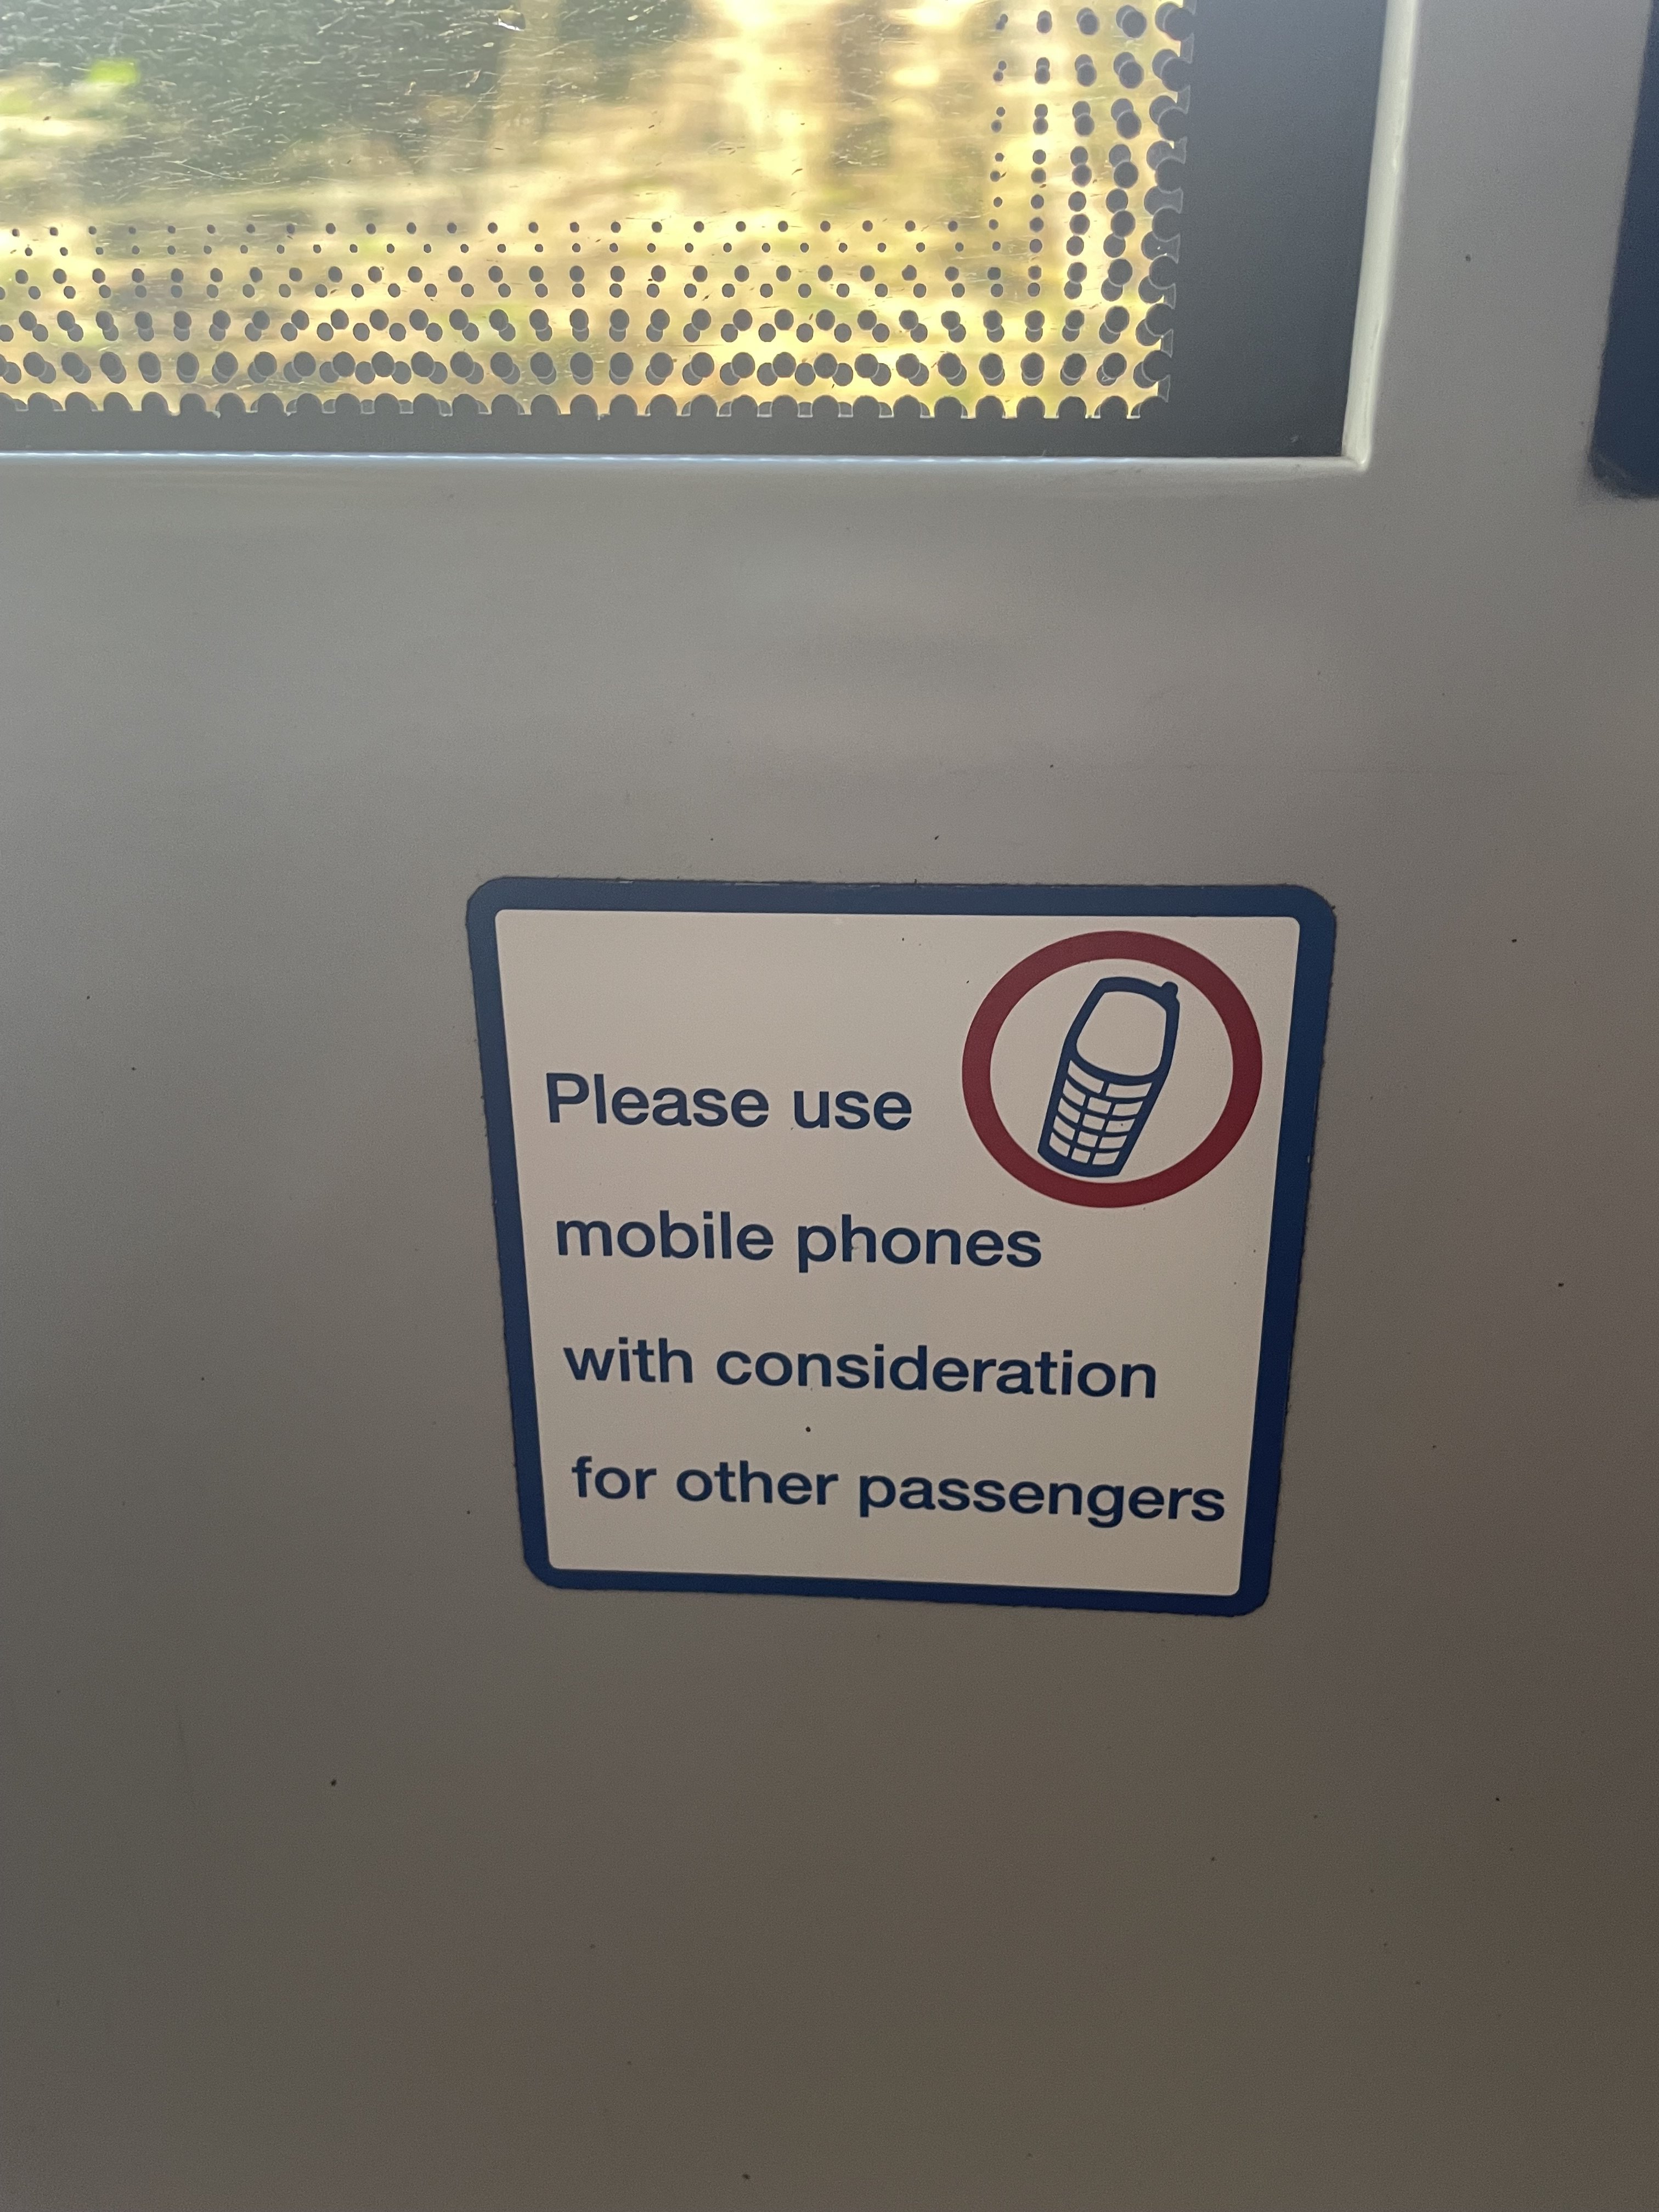 Please use
mobile phones
with consideration
for other passengers